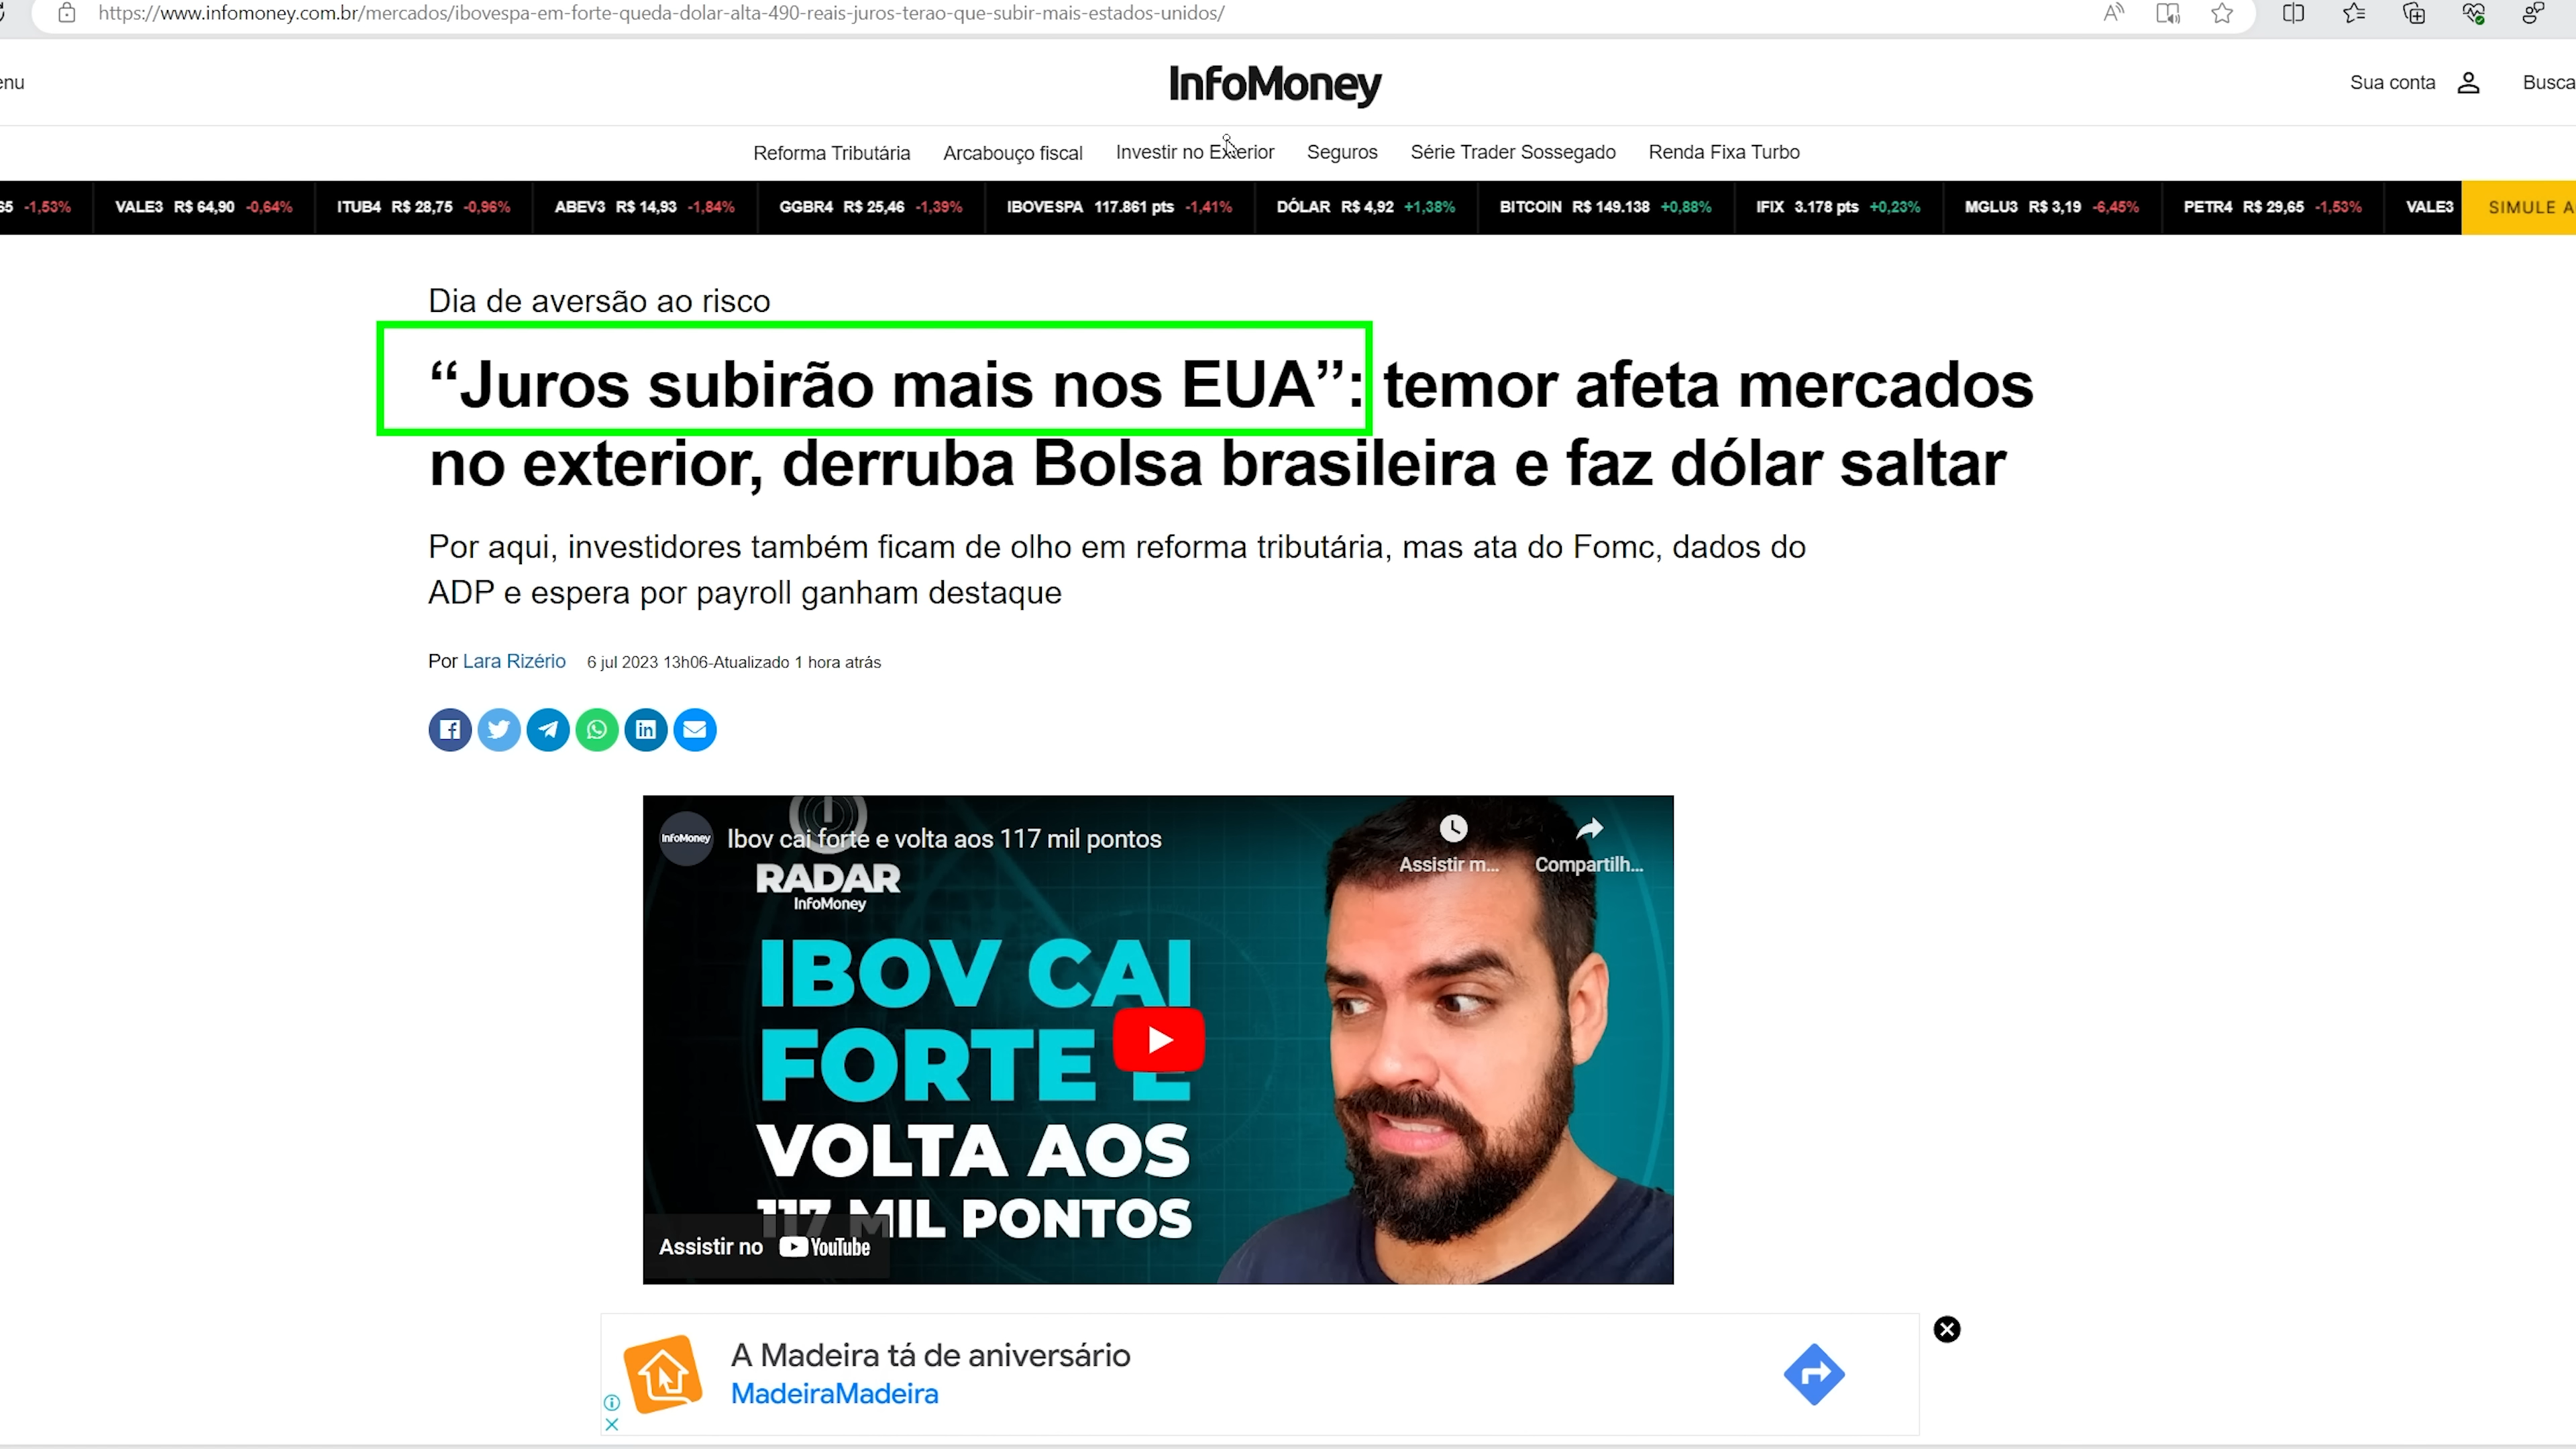 https://www.infomoney.com.br/mercados/ibovespa-em-forte-queda-dolar-alta-490-reais-juros-terao-que-subir-mais-estados-unidos/
enu
InfoMoney
Sua conta
Busca
Reforma Tributária Arcabouço fiscal Investir no Exterior Seguros Série Trader Sossegado Renda Fixa Turbo
65 -1,53% VALE3 R$ 64,90 -0,64% ITUB4 R$ 28,75 -0,96% ABEV3 R$ 14,93 -1,84% GGBR4 R$ 25,46 -1,39% IBOVESPA 117.861 pts -1,41% DÓLAR R$ 4,92 +1,38% BITCOIN R$ 149.138 +0,88% IFIX 3.178 pts +0,23% MGLU3 R$ 3,19 -6,45% PETR4 R$ 29,65 -1,53% VALE3 SIMULE A
Dia de aversão ao risco
“Juros subirão mais nos EUA”: temor afeta mercados
no exterior, derruba Bolsa brasileira e faz dólar saltar
Por aqui, investidores também ficam de olho em reforma tributária, mas ata do Fomc, dados do
ADP e espera por payroll ganham destaque
Por Lara Rizério 6 jul 2023 13h06-Atualizado 1 hora atrás
InfoMoney
Ibov cai forte e volta aos 117 mil pontos
Assistir m...
Compartilh...
RADAR
InfoMoney
IBOV CAI
FORTE E
VOLTA AOS
117 MIL PONTOS
Assistir no YouTube
A Madeira tá de aniversário
MadeiraMadeira